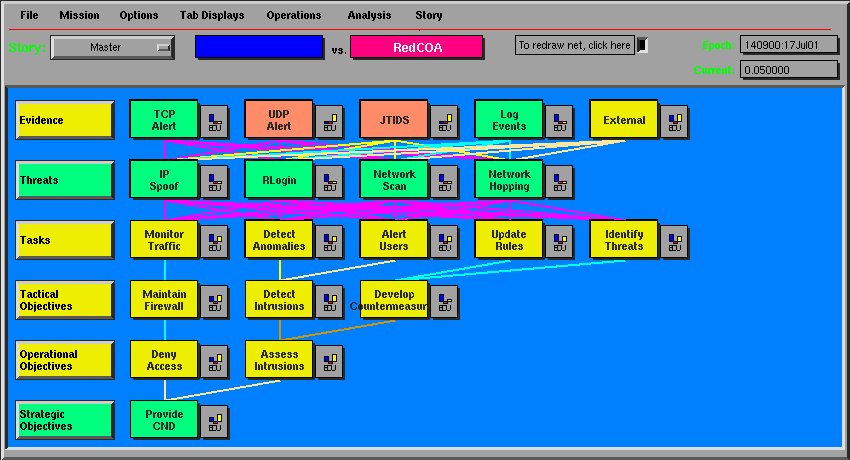 File Mission Options Tab Displays Operations Analysis Story
Story: Master vs. RedCOA To redraw net, click here Epoch: 140900:17Jul01
Current: 0.050000
Evidence
TCP
Alert
UDP
Alert
JTIDS
Log
Events
External
Threats
IP
Spoof
RLogin
Network
Scan
Network
Hopping
Tasks
Monitor
Traffic
Detect
Anomalies
Alert
Users
Update
Rules
Identify
Threats
Tactical
Objectives
Maintain
Firewall
Detect
Intrusions
Develop
Countermeasur
Operational
Objectives
Deny
Access
Assess
Intrusions
Strategic
Objectives
Provide
CND